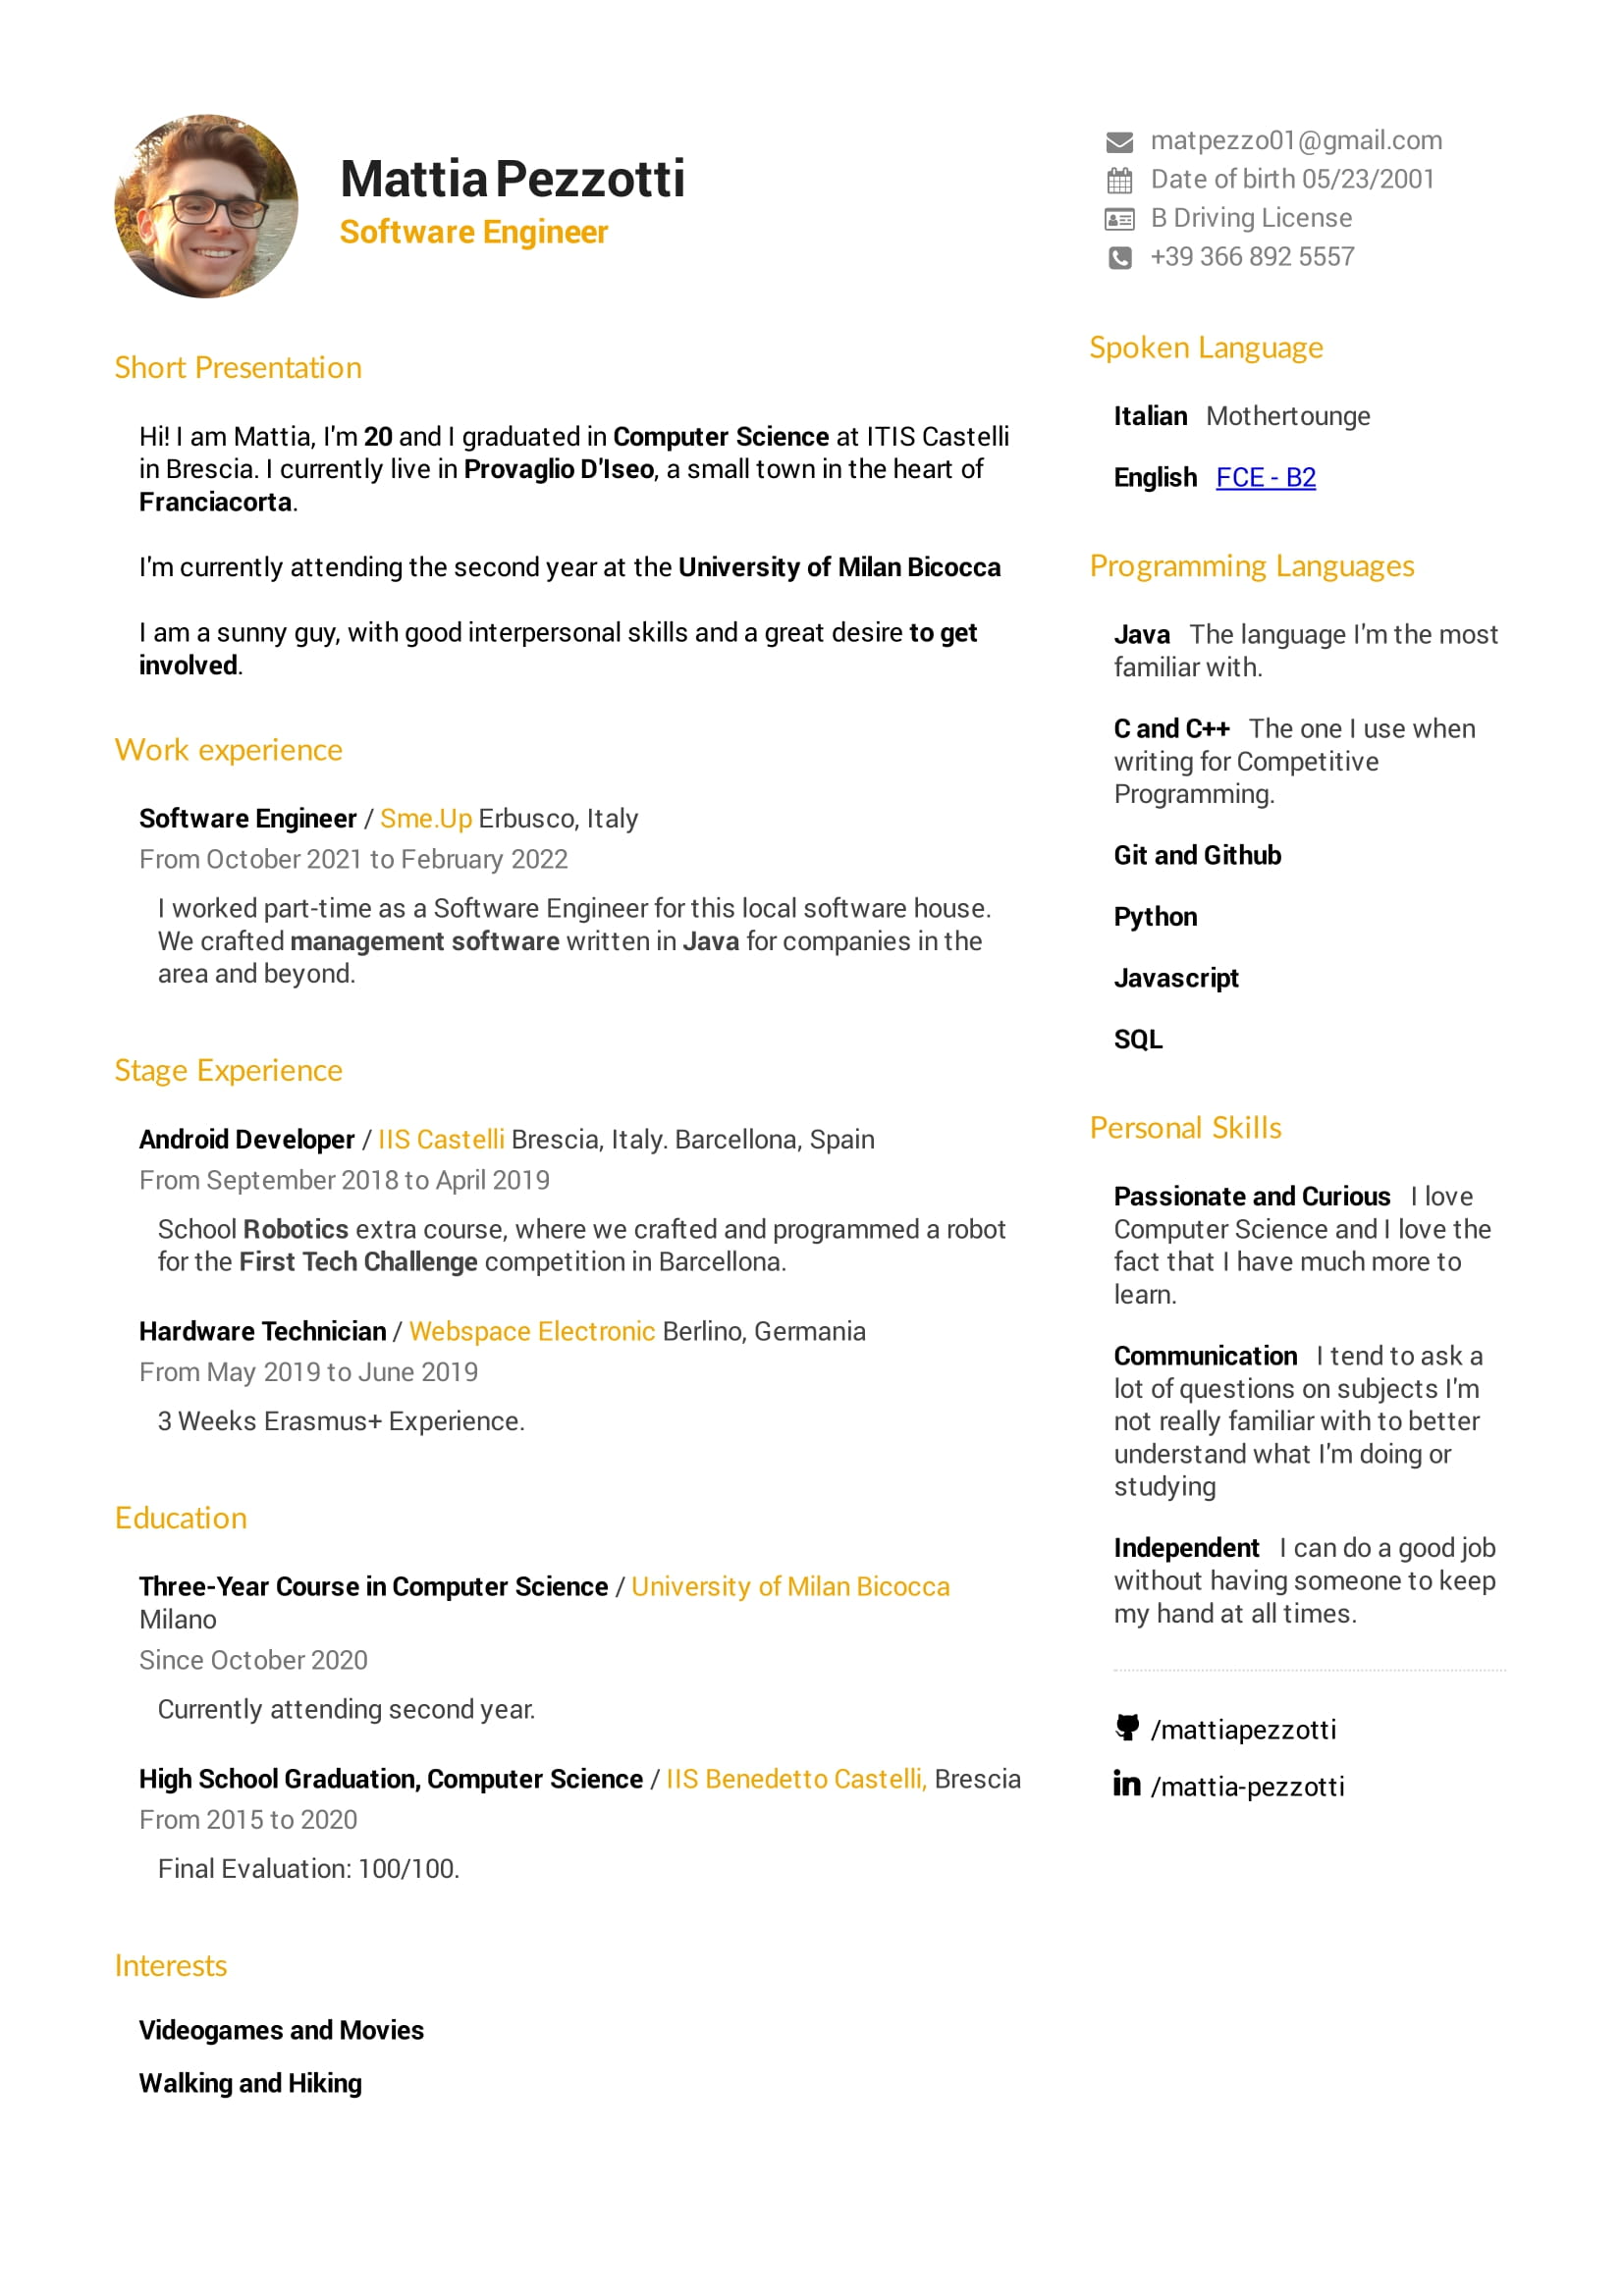 Mattia Pezzotti
Software Engineer
matpezzo01@gmail.com
Date of birth 05/23/2001
B Driving License
+39 366 892 5557
Short Presentation
Hi! I am Mattia, I'm 20 and I graduated in Computer Science at ITIS Castelli
in Brescia. I currently live in Provaglio D'Iseo, a small town in the heart of
Franciacorta.
I'm currently attending the second year at the University of Milan Bicocca
I am a sunny guy, with good interpersonal skills and a great desire to get
involved.
Work experience
Software Engineer / Sme.Up Erbusco, Italy
From October 2021 to February 2022
I worked part-time as a Software Engineer for this local software house.
We crafted management software written in Java for companies in the
area and beyond.
Stage Experience
Android Developer / IIS Castelli Brescia, Italy. Barcellona, Spain
From September 2018 to April 2019
School Robotics extra course, where we crafted and programmed a robot
for the First Tech Challenge competition in Barcellona.
Hardware Technician / Webspace Electronic Berlino, Germania
From May 2019 to June 2019
3 Weeks Erasmus+ Experience.
Education
Three-Year Course in Computer Science / University of Milan Bicocca
Milano
Since October 2020
Currently attending second year.
High School Graduation, Computer Science / IIS Benedetto Castelli, Brescia
From 2015 to 2020
Final Evaluation: 100/100.
Interests
Videogames and Movies
Walking and Hiking
Spoken Language
Italian Mothertounge
English FCE - B2
Programming Languages
Java The language I'm the most
familiar with.
C and C++ The one I use when
writing for Competitive
Programming.
Git and Github
Python
Javascript
SQL
Personal Skills
Passionate and Curious I love
Computer Science and I love the
fact that I have much more to
learn.
Communication I tend to ask a
lot of questions on subjects I'm
not really familiar with to better
understand what I'm doing or
studying
Independent I can do a good job
without having someone to keep
my hand at all times.
/mattiapezzotti
in /mattia-pezzotti